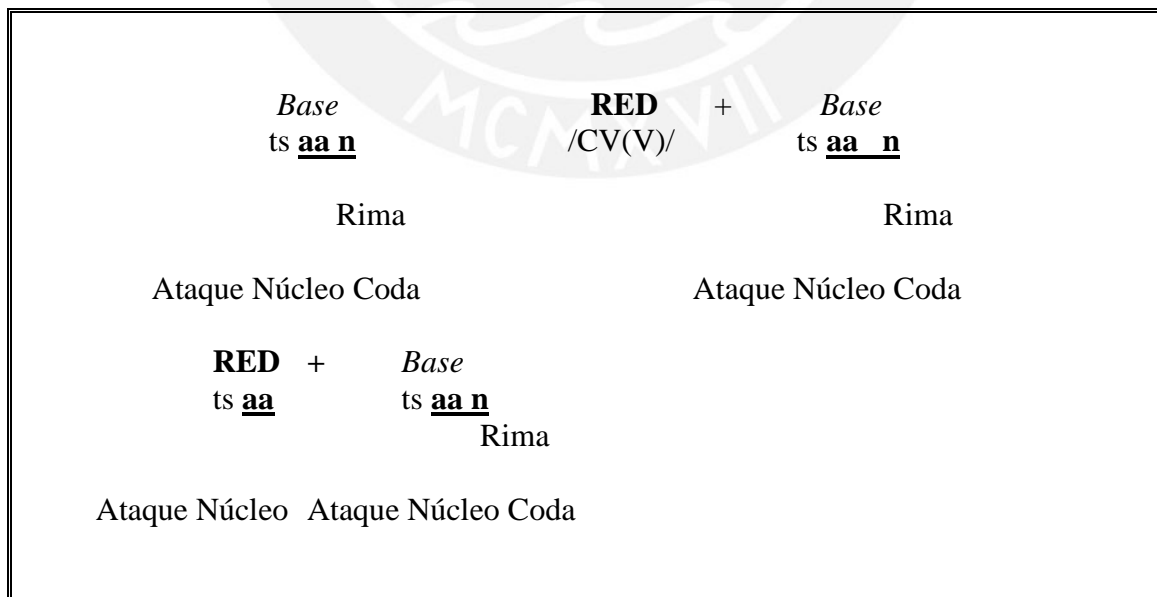 MCMXVII
Base RED + Base
ts aa n /CV(V)/ ts aa n
Rima Rima
Ataque Núcleo Coda Ataque Núcleo Coda
RED + Base
ts aa ts aa n
Rima
Ataque Núcleo Ataque Núcleo Coda